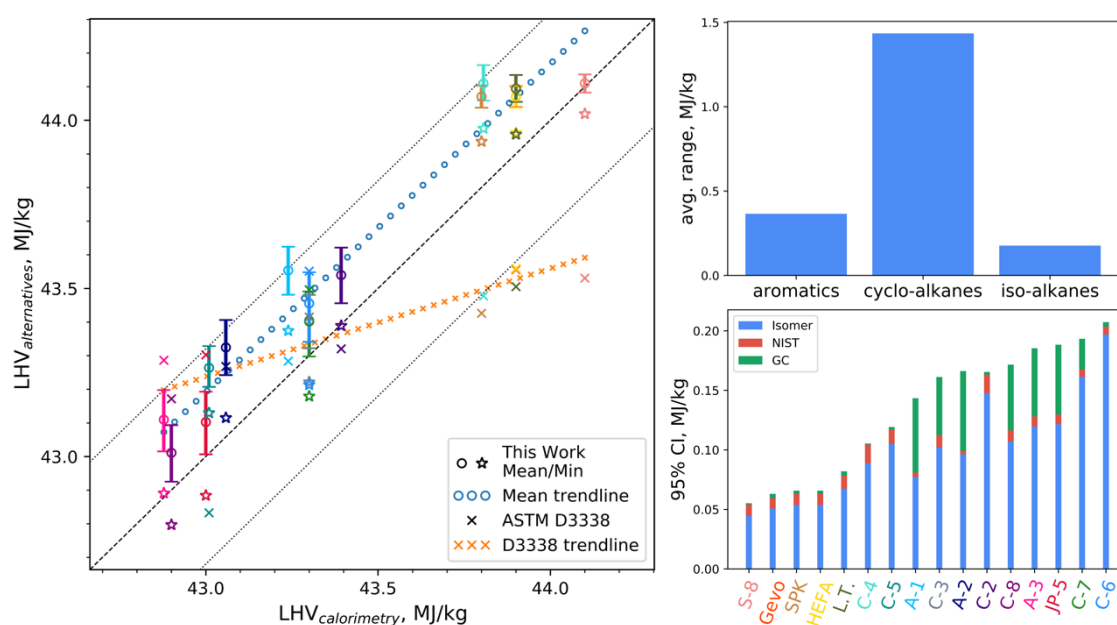 44.0
43.5
43.0
LHV_alternatives, MJ/kg
43.0
43.5
44.0
LHV_calorimetry, MJ/kg
This Work
Mean/Min
Mean trendline
ASTM D3338
D3338 trendline
1.5
1.0
0.5
0.0
avg. range, MJ/kg
aromatics
cyclo-alkanes
iso-alkanes
0.20
0.15
0.10
0.05
0.00
95% CI, MJ/kg
Isomer
NIST
GC
S-8
Gevo
SPK
HEFA
L.T.
C-4
C-5
A-1
C-3
A-2
C-2
C-8
A-3
JP-5
C-7
C-6